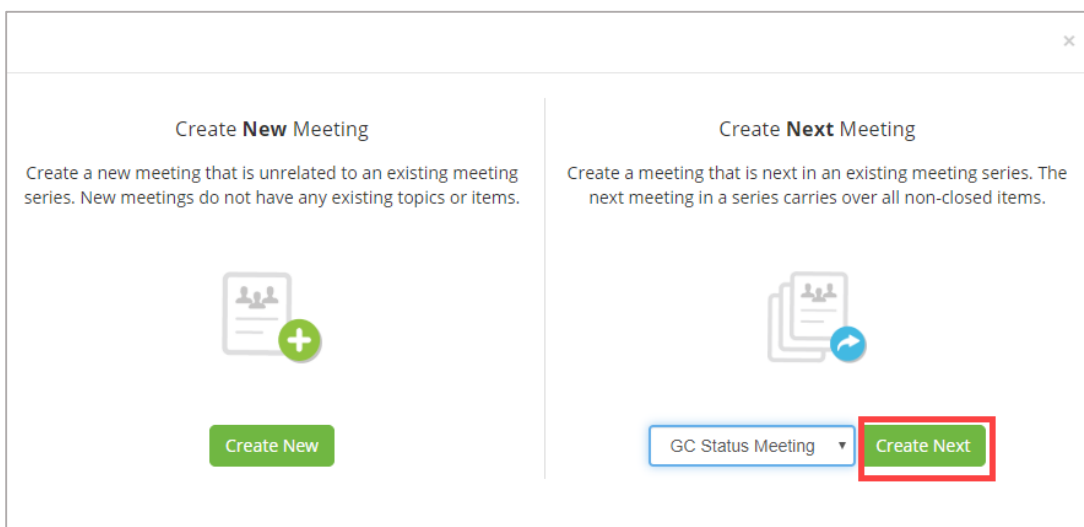 ×
Create New Meeting
Create a new meeting that is unrelated to an existing meeting
series. New meetings do not have any existing topics or items.
Create New
Create Next Meeting
Create a meeting that is next in an existing meeting series. The
next meeting in a series carries over all non-closed items.
GC Status Meeting ▾ Create Next